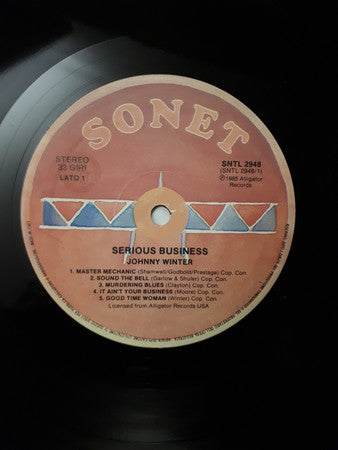 SONET
STEREO
33 GIRI
LATO 1
SNTL 2948
(SNTL 2948/1)
℗1985 Alligator
Records
SERIOUS BUSINESS
JOHNNY WINTER
1. MASTER MECHANIC (Shamwall/Godbold/Prestage) Cop. Con.
2. SOUND THE BELL (Garlow & Shuler) Cop. Con.
3. MURDERING BLUES (Clayton) Cop. Con.
4. IT AIN'T YOUR BUSINESS (Moore) Cop. Con.
5. GOOD TIME WOMAN (Winter) Cop. Con.
Licensed from Alligator Records USA